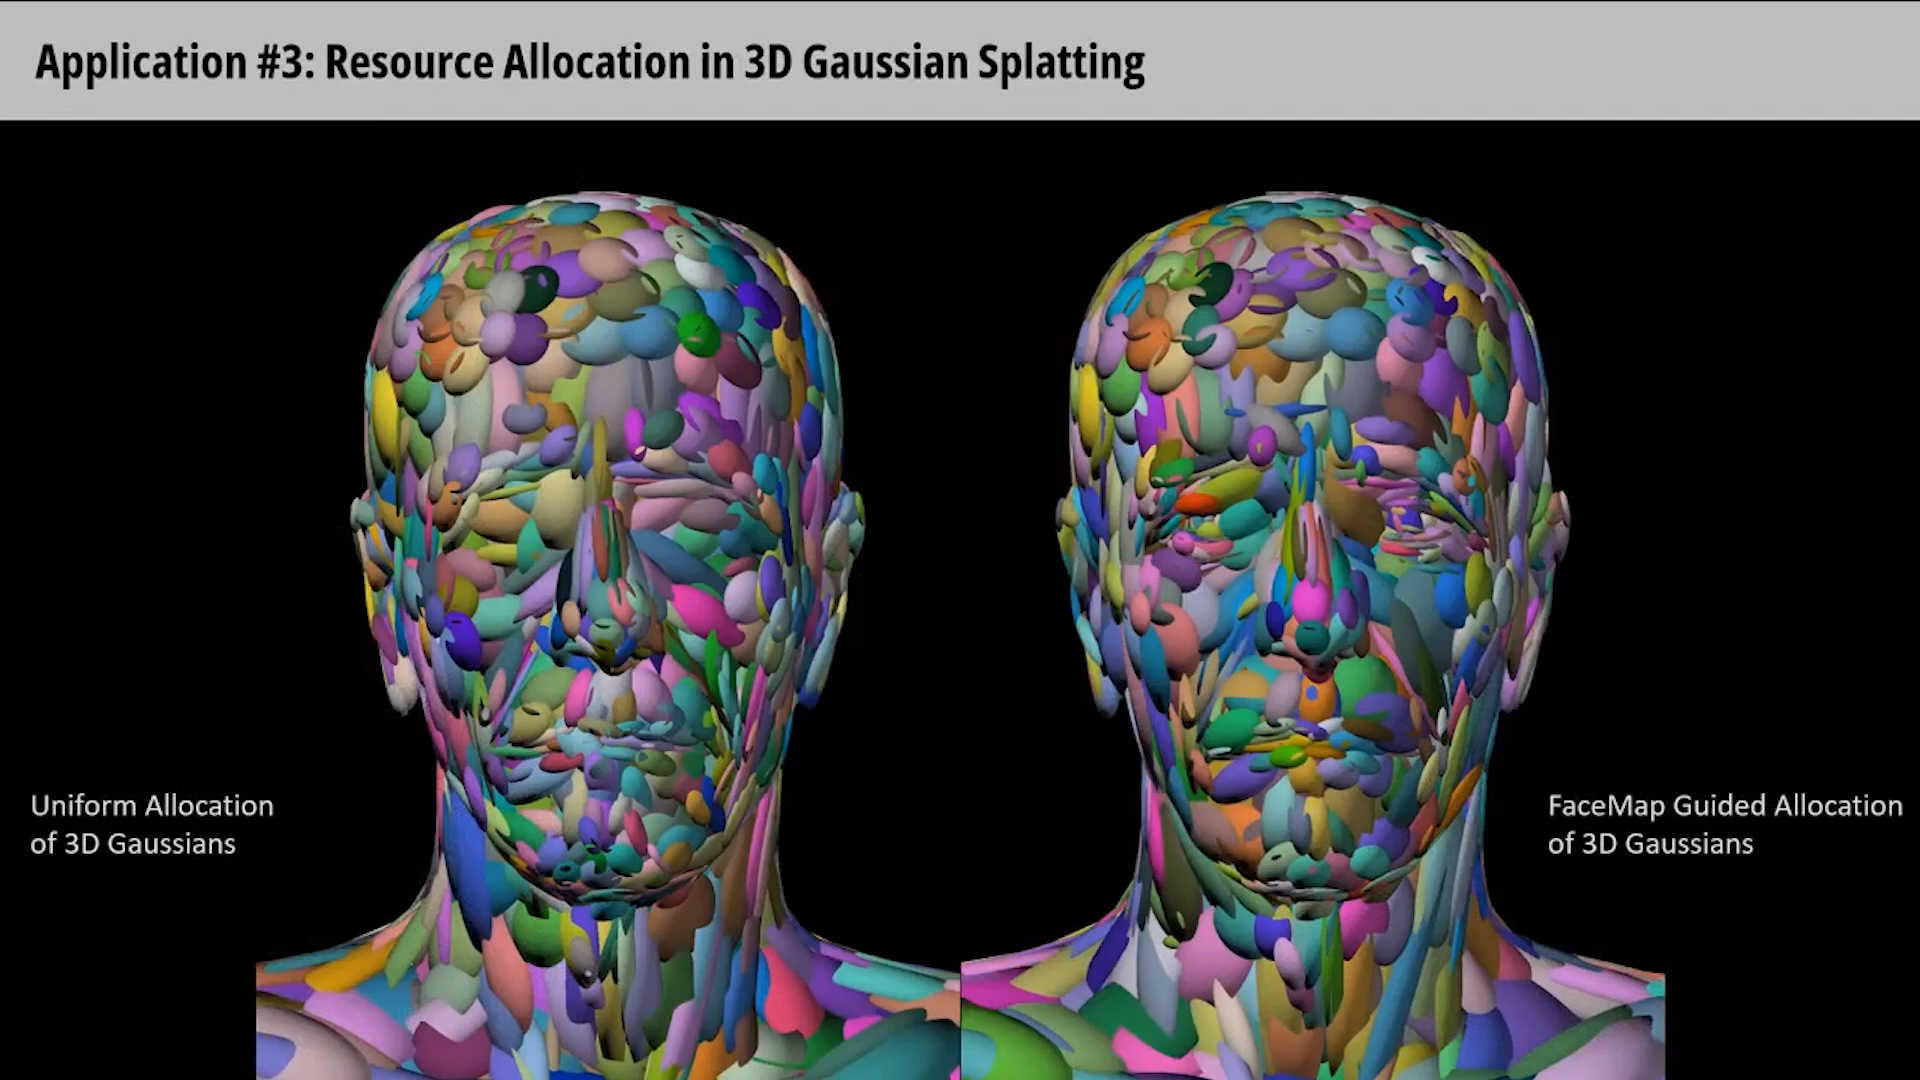 Application #3: Resource Allocation in 3D Gaussian Splatting
Uniform Allocation
of 3D Gaussians
FaceMap Guided Allocation
of 3D Gaussians